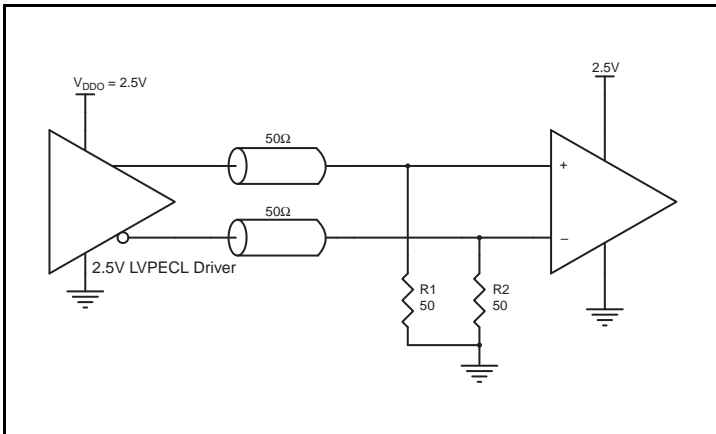 V_DDO = 2.5V
2.5V
50Ω
+
50Ω
–
2.5V LVPECL Driver
R1
50
R2
50